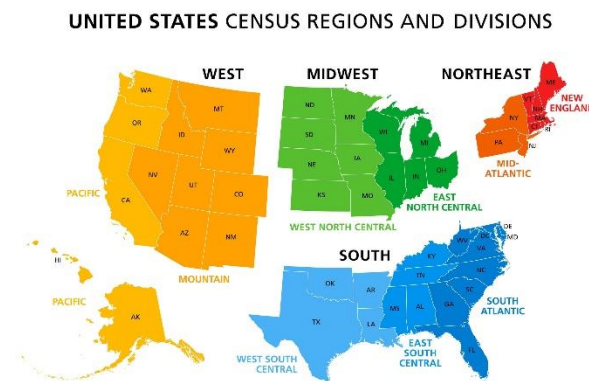 UNITED STATES CENSUS REGIONS AND DIVISIONS
WEST
MIDWEST
NORTHEAST
WA
OR
CA
PACIFIC
MT
ID
WY
NV
UT
CO
AZ
NM
MOUNTAIN
HI
PACIFIC
AK
ND
MN
SD
NE
IA
KS
MO
WEST NORTH CENTRAL
WI
MI
IL
IN
OH
EAST
NORTH CENTRAL
ME
VT
NH
MA
CT
RI
NEW
ENGLAND
NY
PA
NJ
MID-
ATLANTIC
SOUTH
OK
AR
TX
LA
WEST SOUTH
CENTRAL
KY
TN
MS
AL
EAST
SOUTH
CENTRAL
DE
MD
WV
DC
VA
NC
SC
GA
FL
SOUTH
ATLANTIC